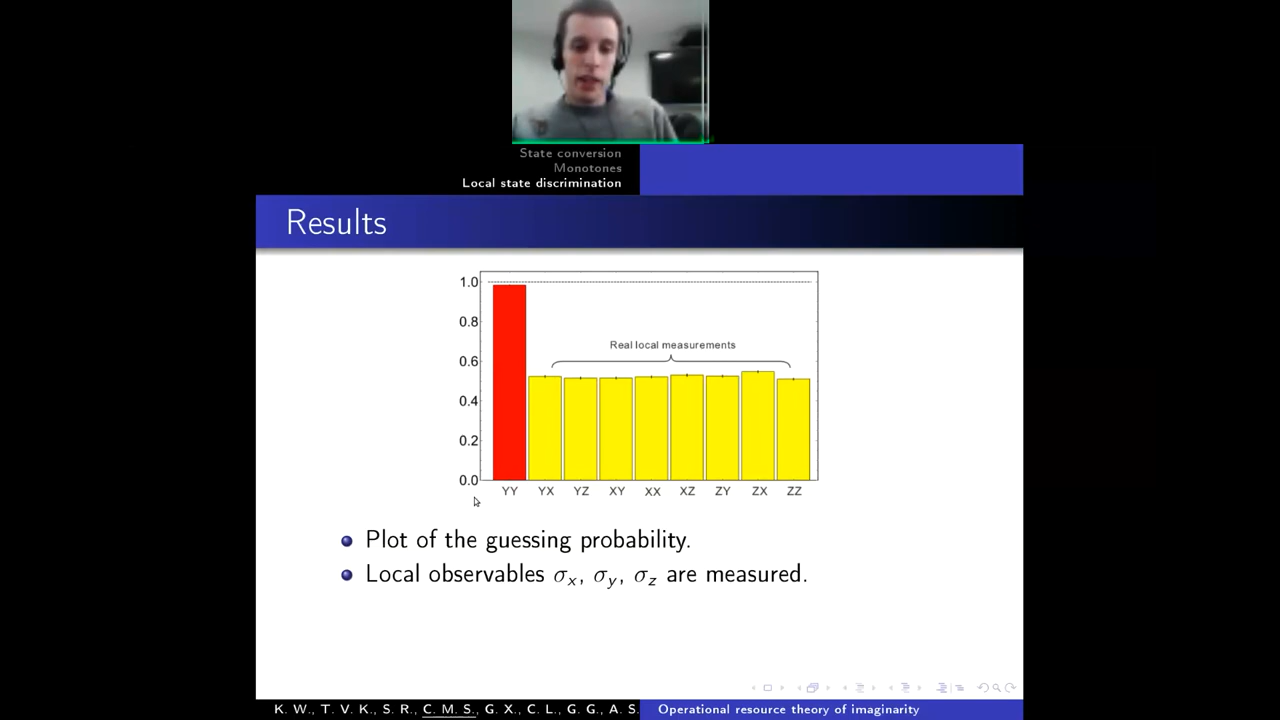 State conversion
Monotones
Local state discrimination
Results
1.0
0.8
0.6
0.4
0.2
0.0
Real local measurements
YY YX YZ XY XX XZ ZY ZX ZZ
Plot of the guessing probability.
Local observables σx, σy, σz are measured.
K. W., T. V. K., S. R., C. M. S., G. X., C. L., G. G., A. S.
Operational resource theory of imaginarity